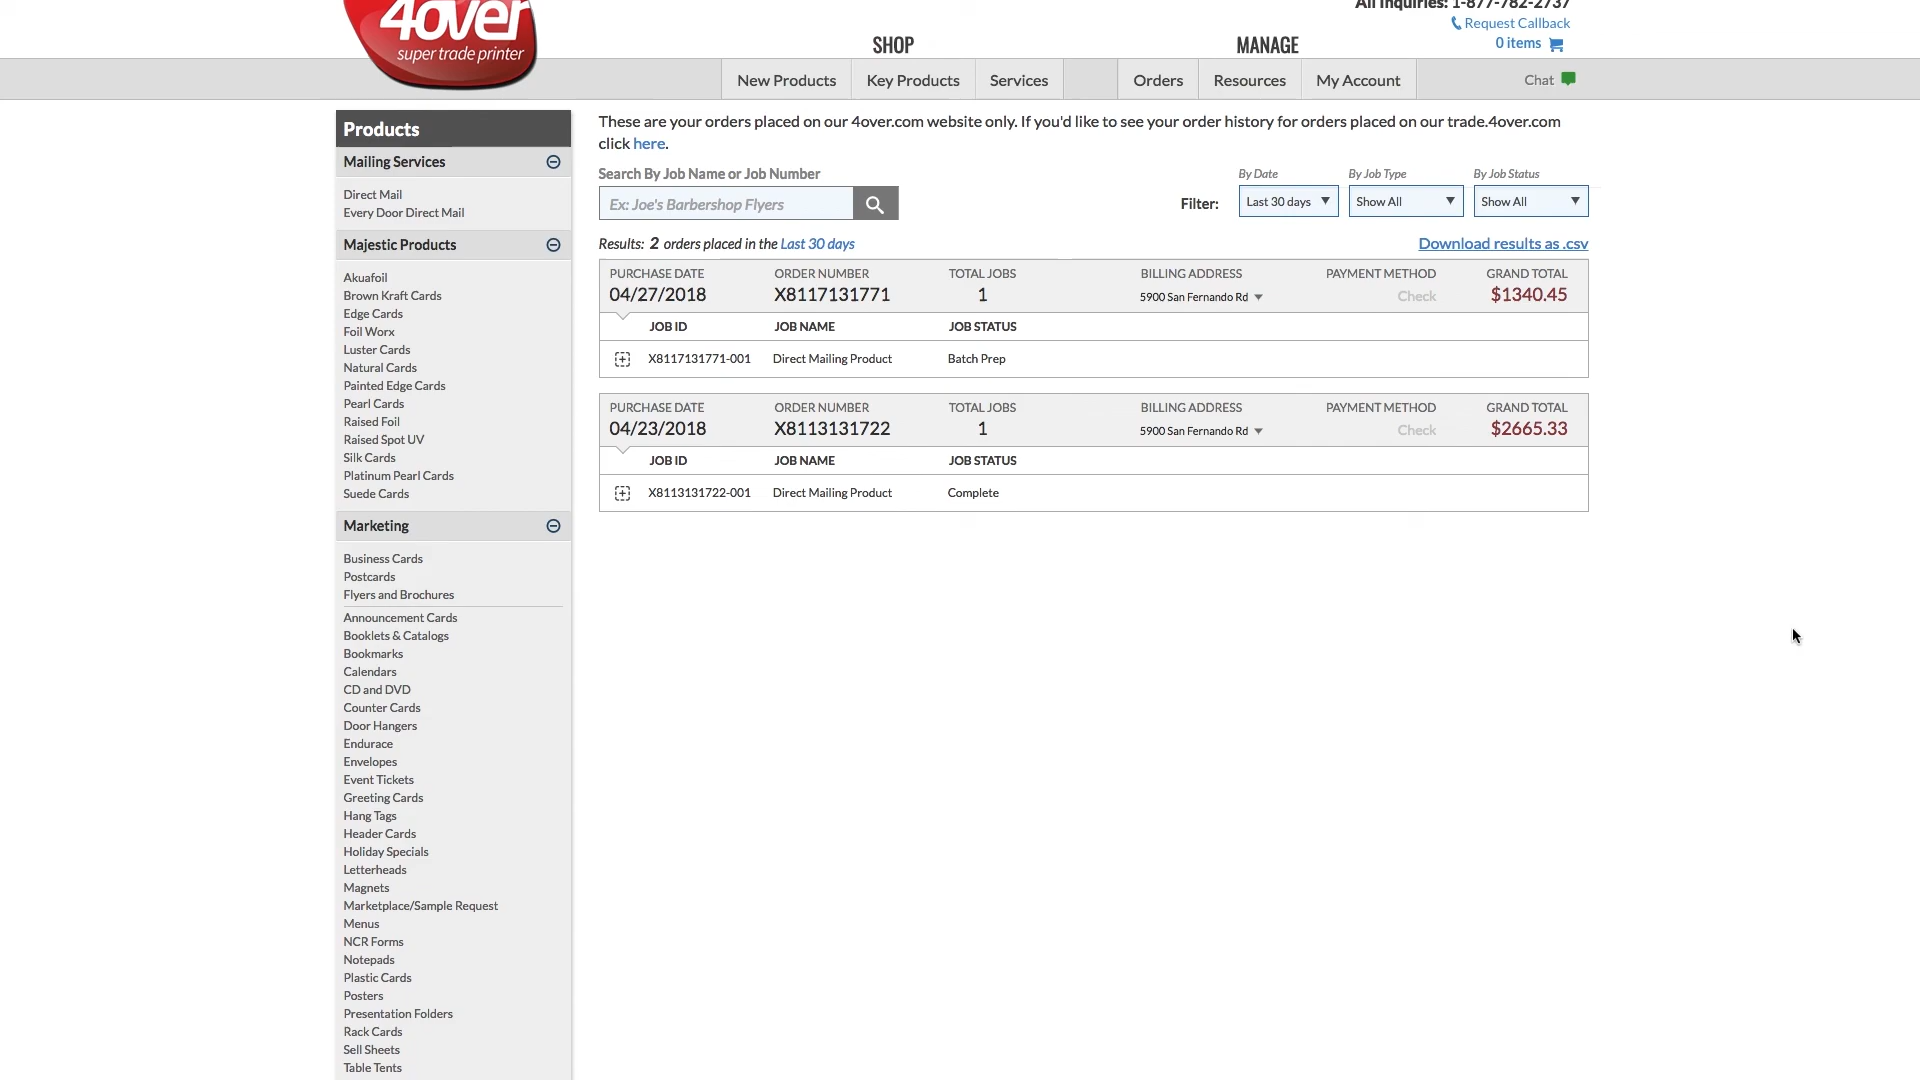 4over
super trade printer
All Inquiries: 1-877-782-2737
Request Callback
0 items
SHOP
MANAGE
New Products
Key Products
Services
Orders
Resources
My Account
Chat
Products
Mailing Services
Direct Mail
Every Door Direct Mail
Majestic Products
Akuafoil
Brown Kraft Cards
Edge Cards
Foil Worx
Luster Cards
Natural Cards
Painted Edge Cards
Pearl Cards
Raised Foil
Raised Spot UV
Silk Cards
Platinum Pearl Cards
Suede Cards
Marketing
Business Cards
Postcards
Flyers and Brochures
Announcement Cards
Booklets & Catalogs
Bookmarks
Calendars
CD and DVD
Counter Cards
Door Hangers
Endurace
Envelopes
Event Tickets
Greeting Cards
Hang Tags
Header Cards
Holiday Specials
Letterheads
Magnets
Marketplace/Sample Request
Menus
NCR Forms
Notepads
Plastic Cards
Posters
Presentation Folders
Rack Cards
Sell Sheets
Table Tents
These are your orders placed on our 4over.com website only. If you'd like to see your order history for orders placed on our trade.4over.com
click here.
Search By Job Name or Job Number
Ex: Joe's Barbershop Flyers
Filter:
By Date
Last 30 days
By Job Type
Show All
By Job Status
Show All
Results: 2 orders placed in the Last 30 days
Download results as .csv
PURCHASE DATE ORDER NUMBER TOTAL JOBS BILLING ADDRESS PAYMENT METHOD GRAND TOTAL
04/27/2018 X8117131771 1 5900 San Fernando Rd Check $1340.45
JOB ID JOB NAME JOB STATUS
X8117131771-001 Direct Mailing Product Batch Prep
PURCHASE DATE ORDER NUMBER TOTAL JOBS BILLING ADDRESS PAYMENT METHOD GRAND TOTAL
04/23/2018 X8113131722 1 5900 San Fernando Rd Check $2665.33
JOB ID JOB NAME JOB STATUS
X8113131722-001 Direct Mailing Product Complete